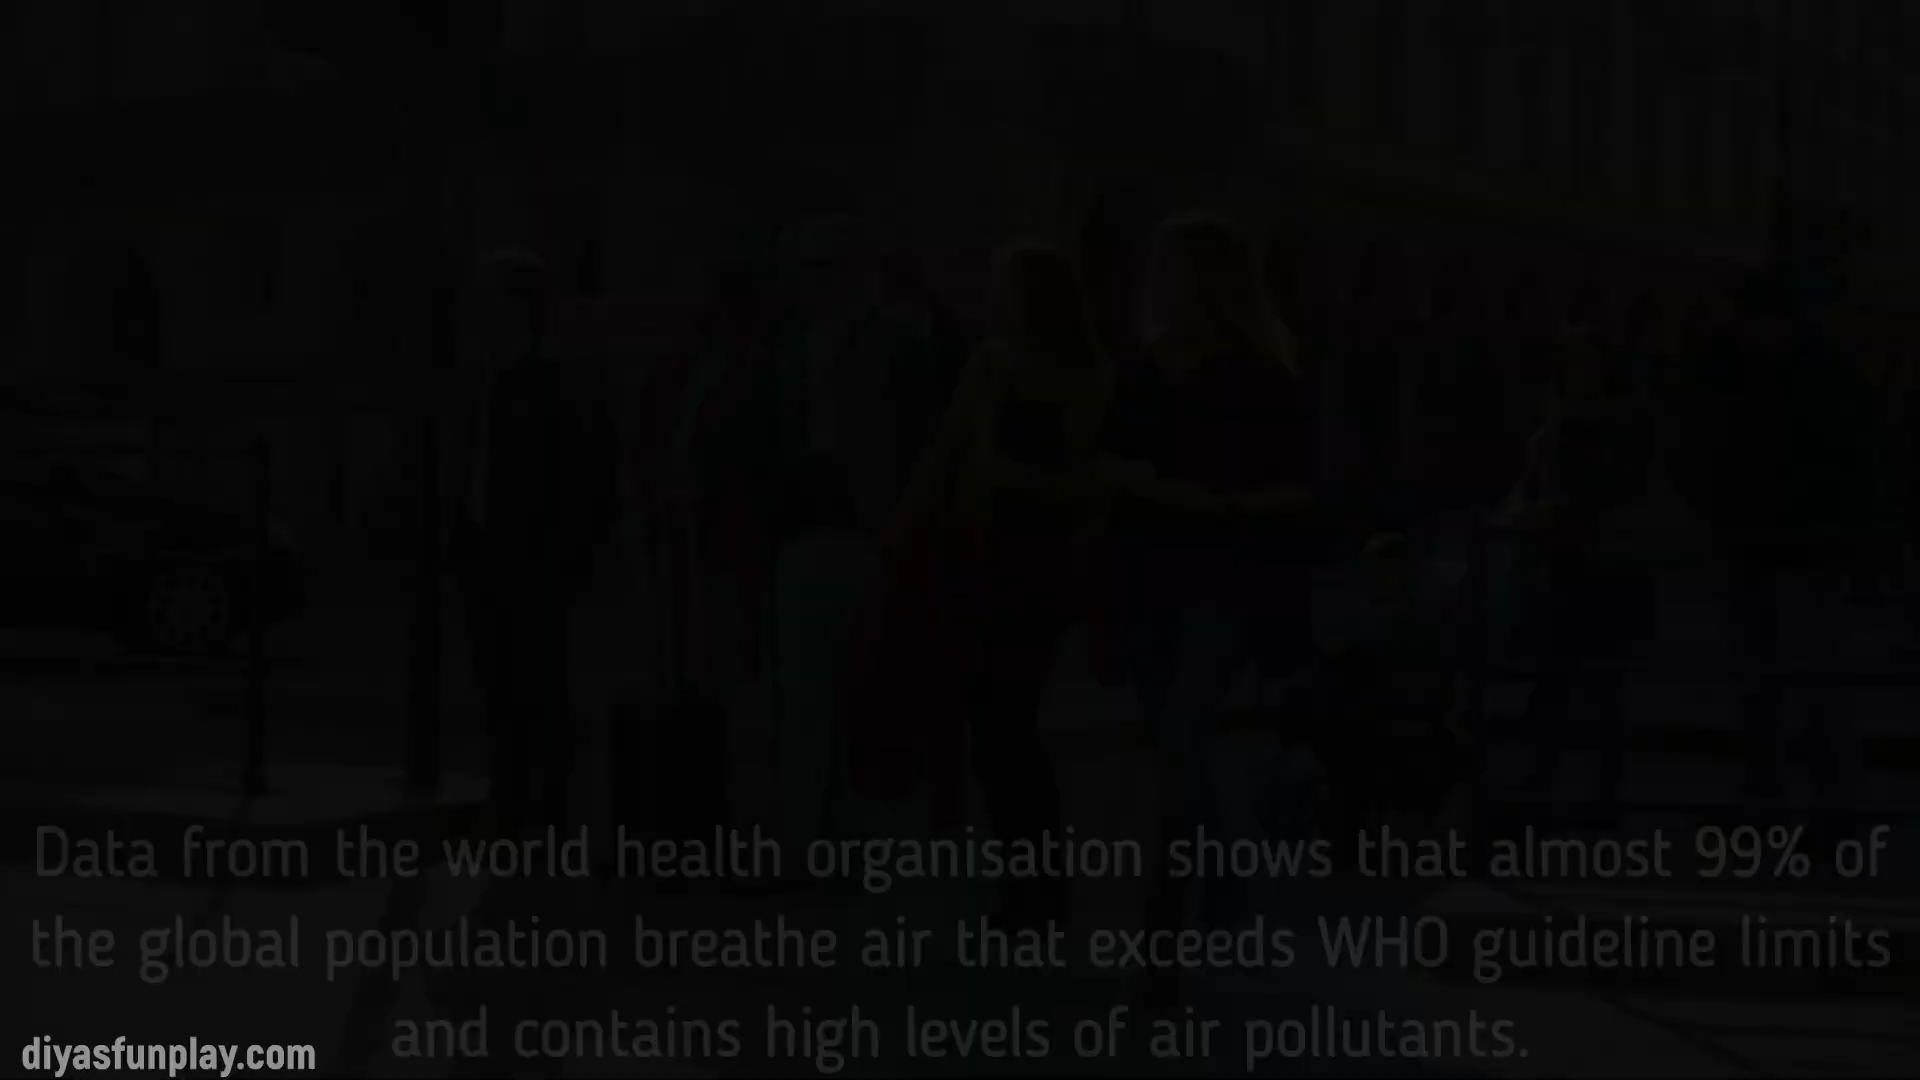 Data from the world health organisation shows that almost 99% of
the global population breathe air that exceeds WHO guideline limits
and contains high levels of air pollutants.
diyasfunplay.com